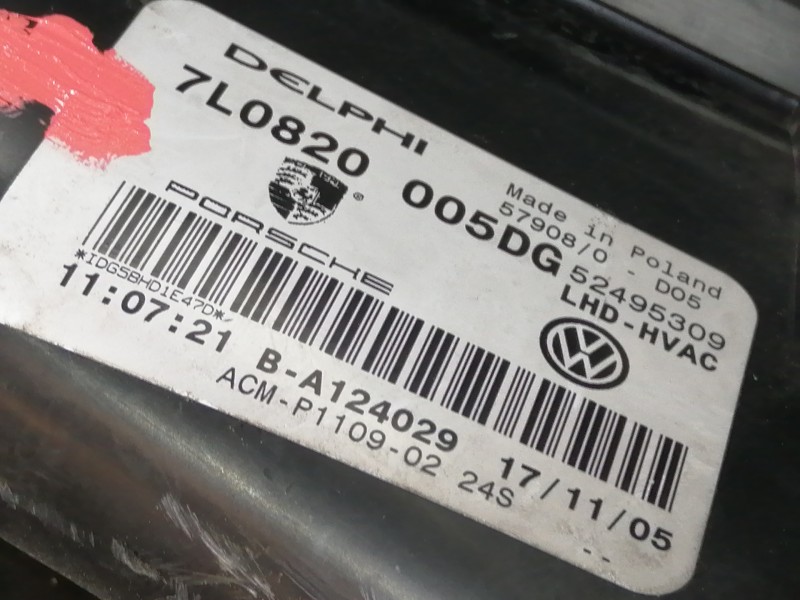 DELPHI
7L0820 005DG
Made in Poland
57908/0 - D05
52495309
LHD-HVAC
PORSCHE
®
*IDG5BHD1E47D*
11:07:21 B-A124029 17/11/05
ACM-P1109-02 24S --